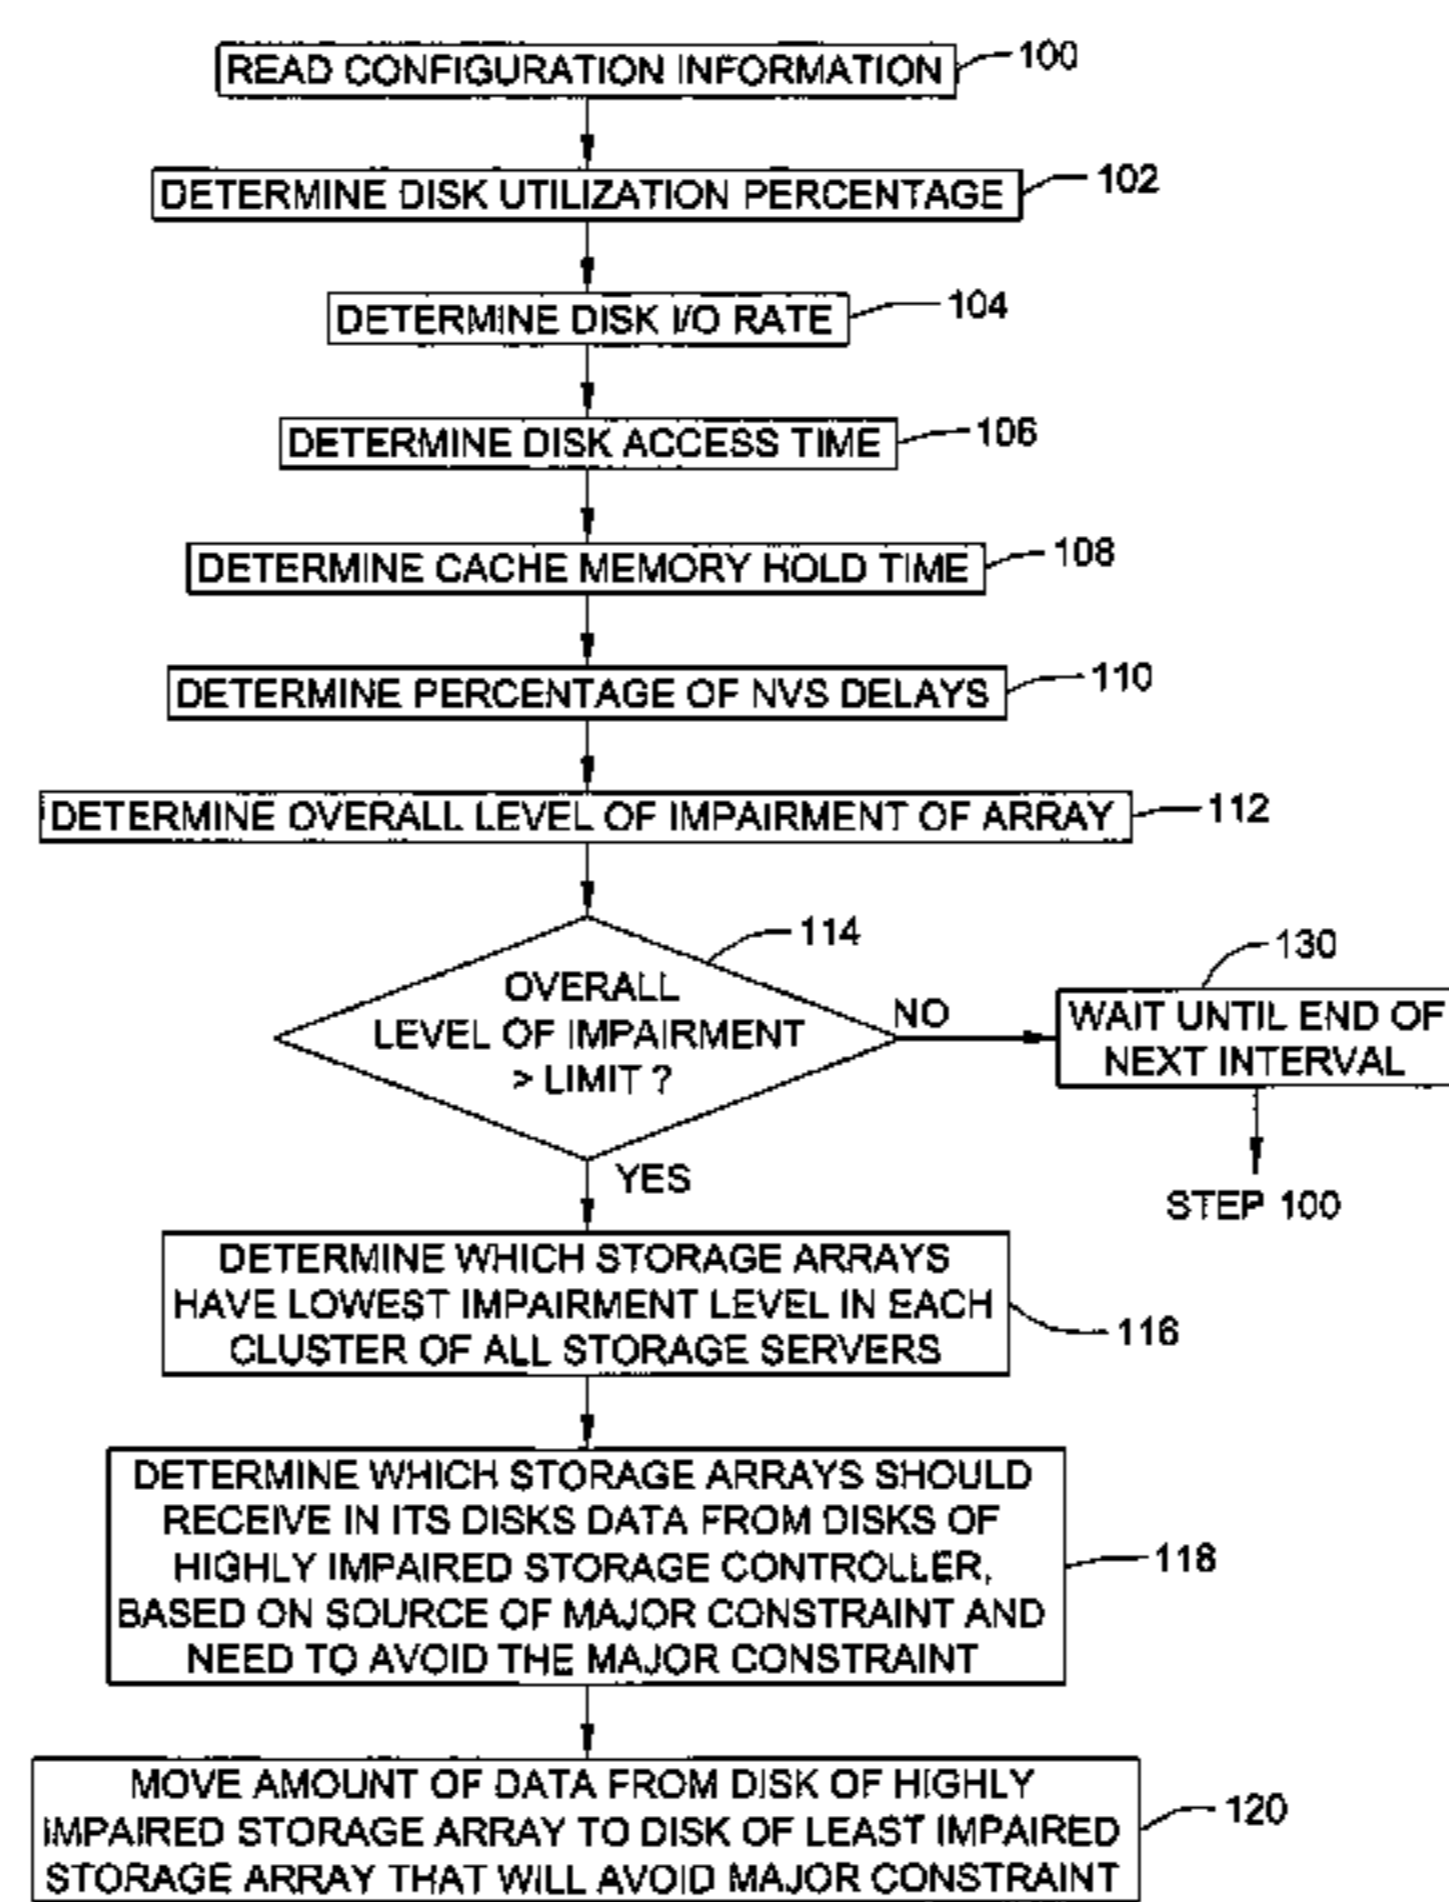 READ CONFIGURATION INFORMATION
100
DETERMINE DISK UTILIZATION PERCENTAGE
102
DETERMINE DISK I/O RATE
104
DETERMINE DISK ACCESS TIME
106
DETERMINE CACHE MEMORY HOLD TIME
108
DETERMINE PERCENTAGE OF NVS DELAYS
110
DETERMINE OVERALL LEVEL OF IMPAIRMENT OF ARRAY
112
114
OVERALL
LEVEL OF IMPAIRMENT
> LIMIT ?
NO
130
WAIT UNTIL END OF
NEXT INTERVAL
STEP 100
YES
DETERMINE WHICH STORAGE ARRAYS
HAVE LOWEST IMPAIRMENT LEVEL IN EACH
CLUSTER OF ALL STORAGE SERVERS
116
DETERMINE WHICH STORAGE ARRAYS SHOULD
RECEIVE IN ITS DISKS DATA FROM DISKS OF
HIGHLY IMPAIRED STORAGE CONTROLLER,
BASED ON SOURCE OF MAJOR CONSTRAINT AND
NEED TO AVOID THE MAJOR CONSTRAINT
118
MOVE AMOUNT OF DATA FROM DISK OF HIGHLY
IMPAIRED STORAGE ARRAY TO DISK OF LEAST IMPAIRED
STORAGE ARRAY THAT WILL AVOID MAJOR CONSTRAINT
120